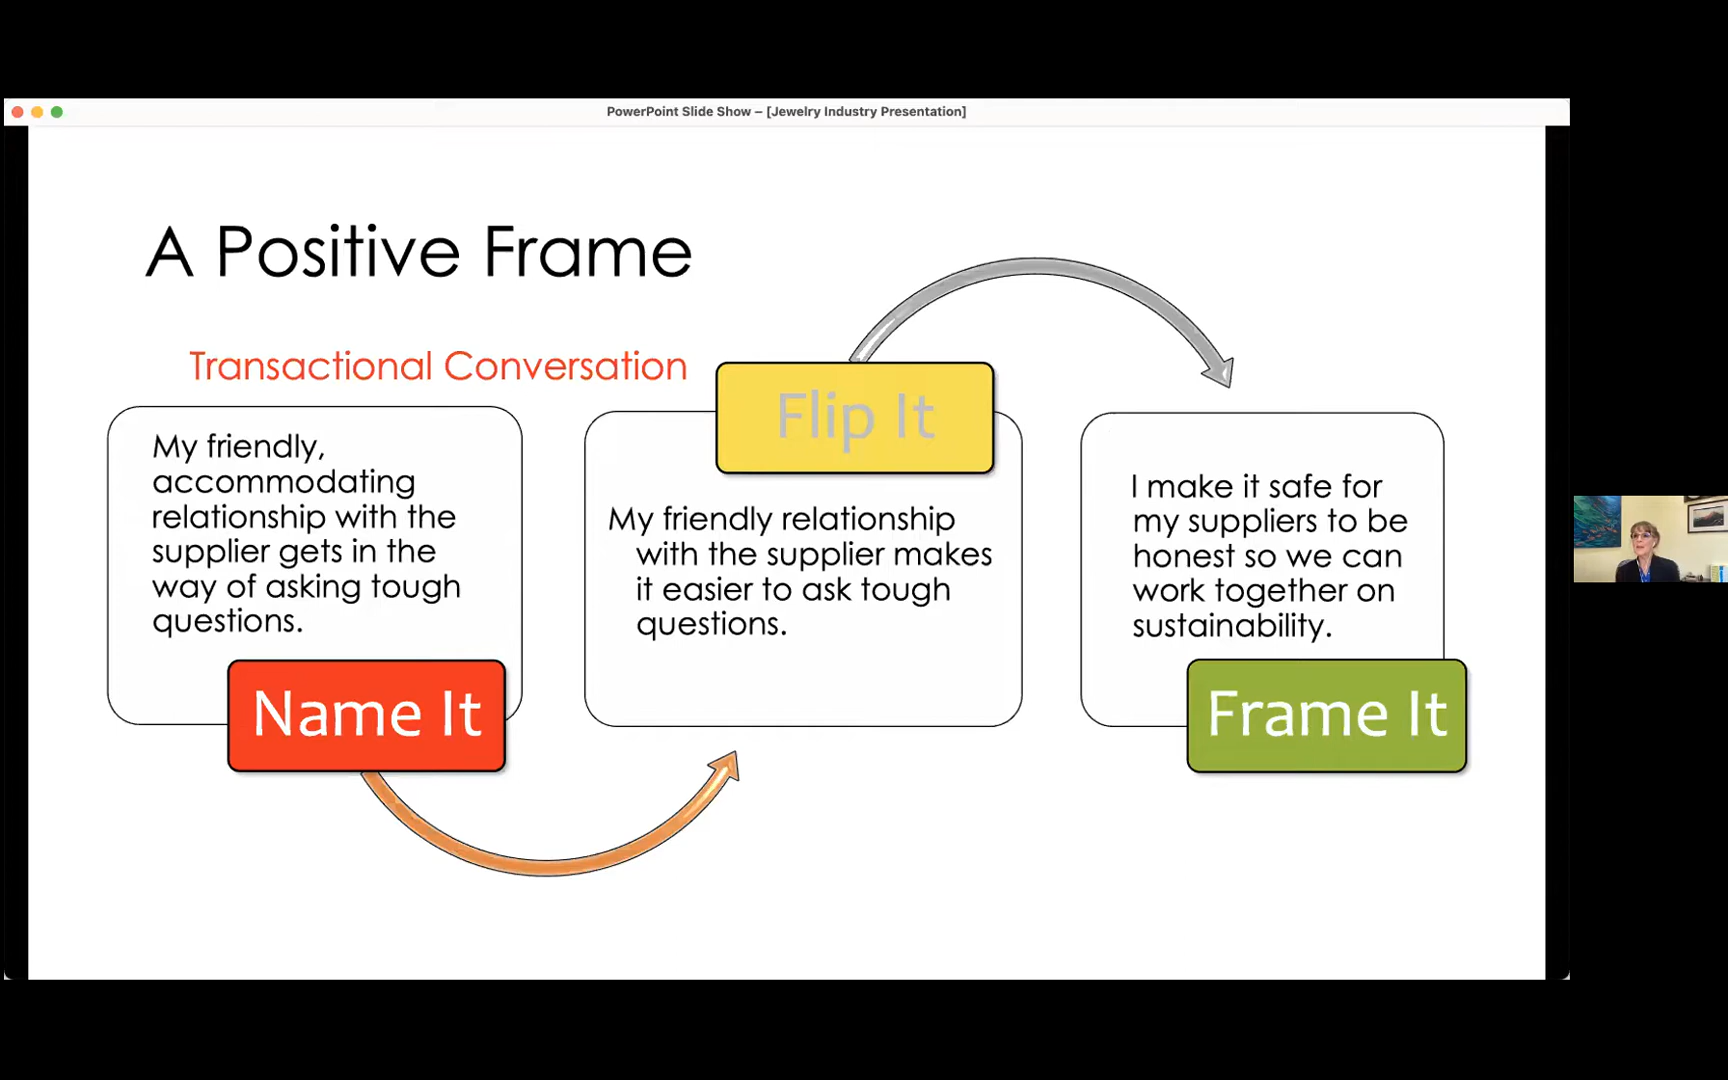 PowerPoint Slide Show – [Jewelry Industry Presentation]
A Positive Frame
Transactional Conversation
My friendly,
accommodating
relationship with the
supplier gets in the
way of asking tough
questions.
Name It
Flip It
My friendly relationship
with the supplier makes
it easier to ask tough
questions.
I make it safe for
my suppliers to be
honest so we can
work together on
sustainability.
Frame It